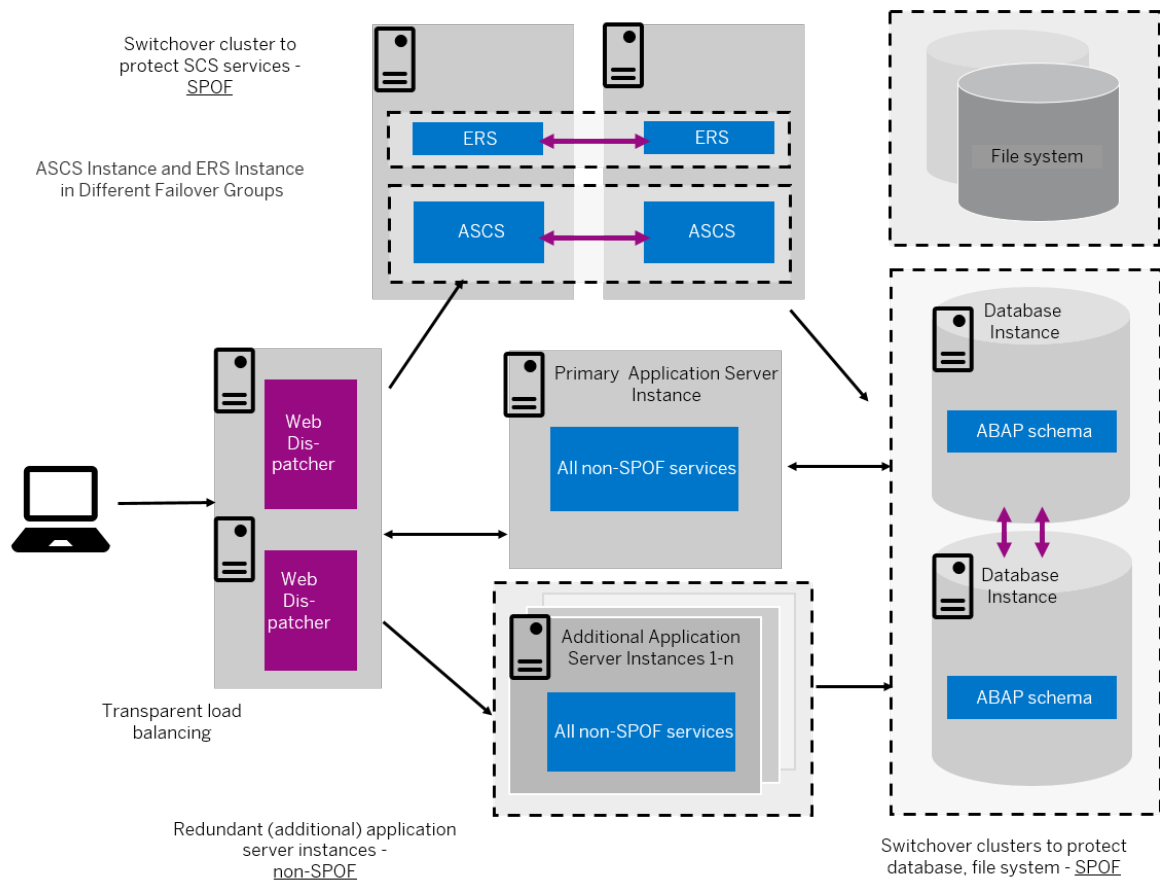 Switchover cluster to
protect SCS services -
SPOF
ASCS Instance and ERS Instance
in Different Failover Groups
ERS
ERS
ASCS
ASCS
File system
Database
Instance
ABAP schema
Database
Instance
ABAP schema
Web
Dis-
patcher
Web
Dis-
patcher
Primary Application Server
Instance
All non-SPOF services
Additional Application
Server Instances 1-n
All non-SPOF services
Transparent load
balancing
Redundant (additional) application
server instances -
non-SPOF
Switchover clusters to protect
database, file system - SPOF